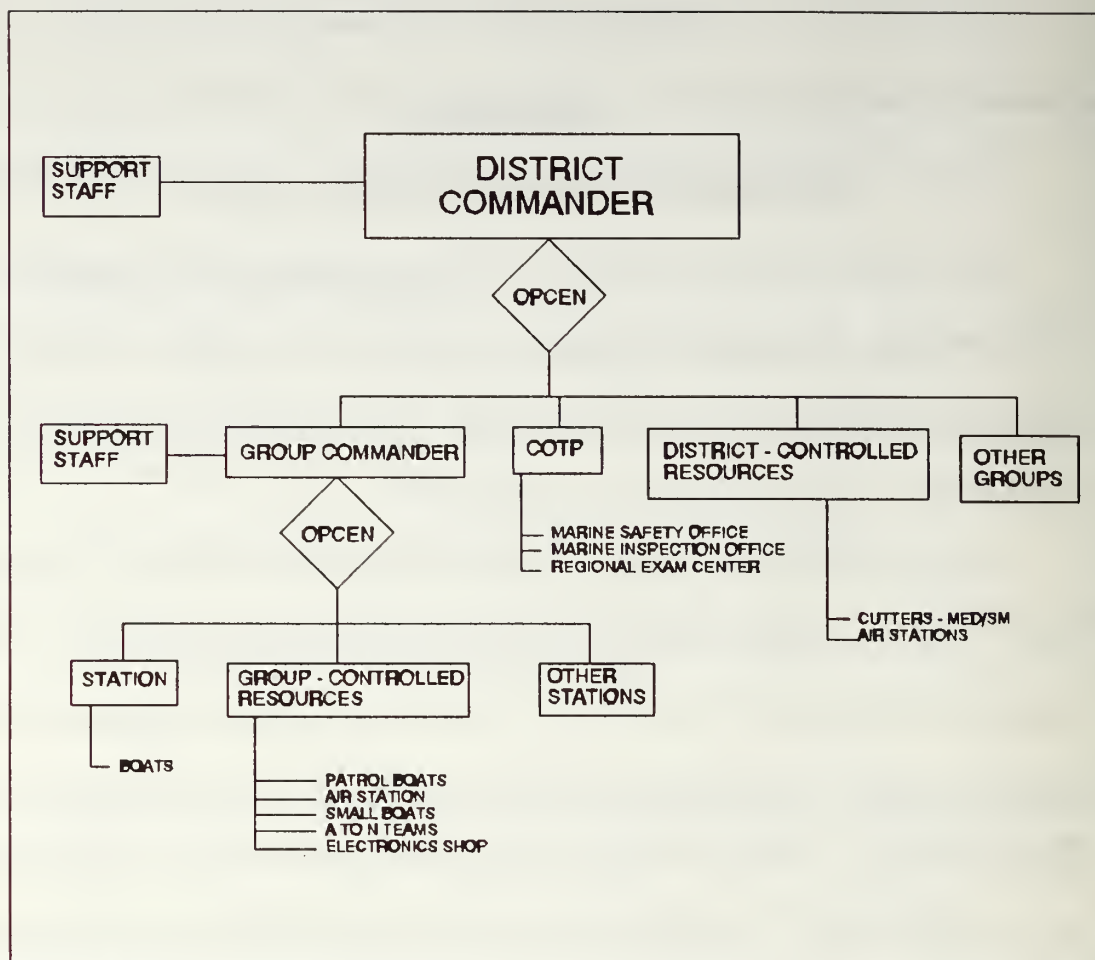 SUPPORT
STAFF
DISTRICT
COMMANDER
OPCEN
SUPPORT
STAFF
GROUP COMMANDER
COTP
DISTRICT - CONTROLLED
RESOURCES
OTHER
GROUPS
OPCEN
MARINE SAFETY OFFICE
MARINE INSPECTION OFFICE
REGIONAL EXAM CENTER
CUTTERS - MED/SM
AIR STATIONS
STATION
GROUP - CONTROLLED
RESOURCES
OTHER
STATIONS
BOATS
PATROL BOATS
AIR STATION
SMALL BOATS
A TO N TEAMS
ELECTRONICS SHOP